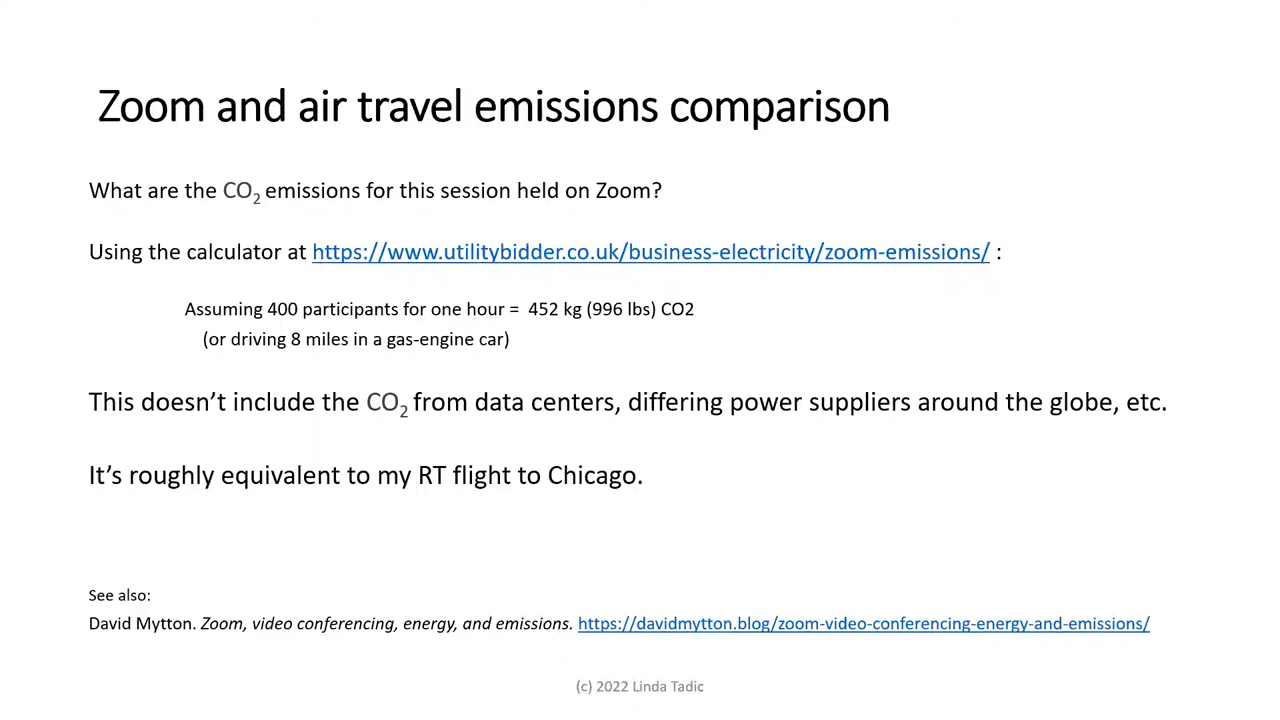 Zoom and air travel emissions comparison
What are the CO₂ emissions for this session held on Zoom?
Using the calculator at https://www.utilitybidder.co.uk/business-electricity/zoom-emissions/ :
Assuming 400 participants for one hour = 452 kg (996 lbs) CO2
(or driving 8 miles in a gas-engine car)
This doesn’t include the CO₂ from data centers, differing power suppliers around the globe, etc.
It’s roughly equivalent to my RT flight to Chicago.
See also:
David Mytton. Zoom, video conferencing, energy, and emissions. https://davidmytton.blog/zoom-video-conferencing-energy-and-emissions/
(c) 2022 Linda Tadic